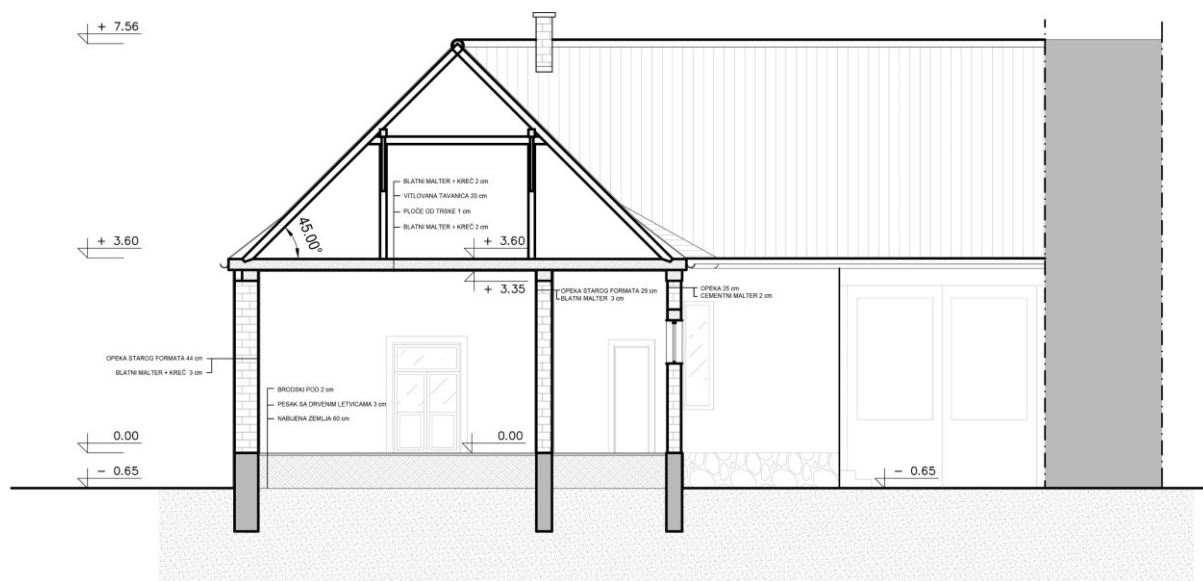 + 7.56
BLATNI MALTER + KREČ 2 cm
VITLOVANA TAVANICA 20 cm
PLOČE OD TRSKE 1 cm
BLATNI MALTER + KREČ 2 cm
45.00°
+ 3.60
+ 3.60
+ 3.35
OPEKA STAROG FORMATA 29 cm
BLATNI MALTER 3 cm
OPEKA 25 cm
CEMENTNI MALTER 2 cm
OPEKA STAROG FORMATA 44 cm
BLATNI MALTER + KREČ 3 cm
BRODSKI POD 2 cm
PESAK SA DRVENIM LETVICAMA 3 cm
NABIJENA ZEMLJA 60 cm
0.00
0.00
- 0.65
- 0.65